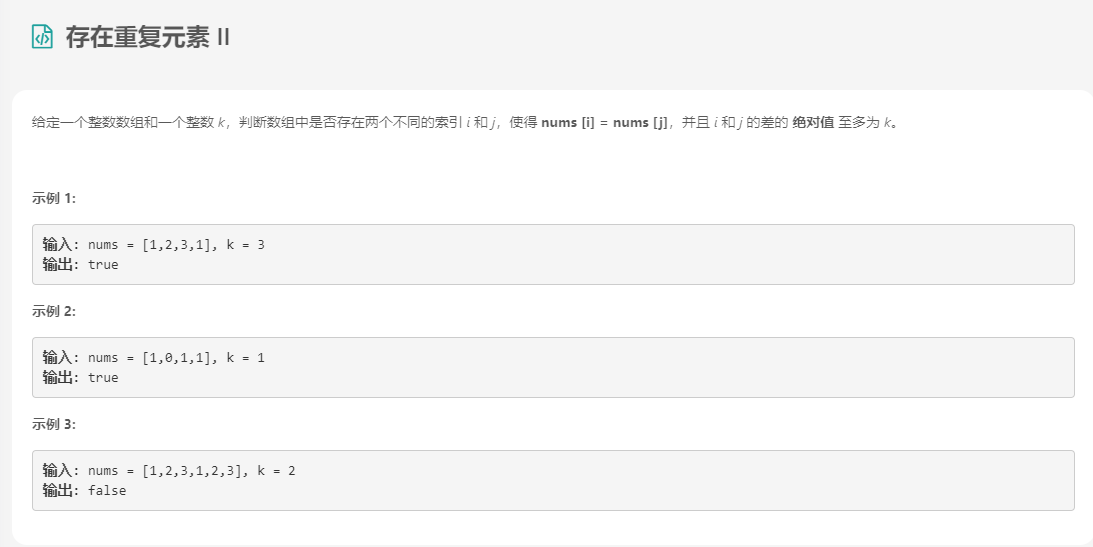 存在重复元素 II
给定一个整数数组和一个整数 k，判断数组中是否存在两个不同的索引 i 和 j，使得 nums [i] = nums [j]，并且 i 和 j 的差的 绝对值 至多为 k。
示例 1:
输入: nums = [1,2,3,1], k = 3
输出: true
示例 2:
输入: nums = [1,0,1,1], k = 1
输出: true
示例 3:
输入: nums = [1,2,3,1,2,3], k = 2
输出: false